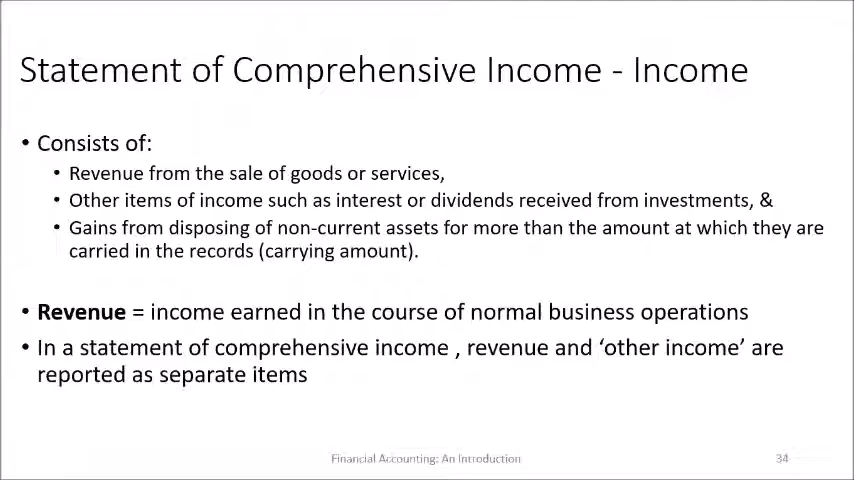 Statement of Comprehensive Income - Income
• Consists of:
• Revenue from the sale of goods or services,
• Other items of income such as interest or dividends received from investments, &
• Gains from disposing of non-current assets for more than the amount at which they are
carried in the records (carrying amount).
• Revenue = income earned in the course of normal business operations
• In a statement of comprehensive income , revenue and ‘other income’ are
reported as separate items
Financial Accounting: An Introduction
34